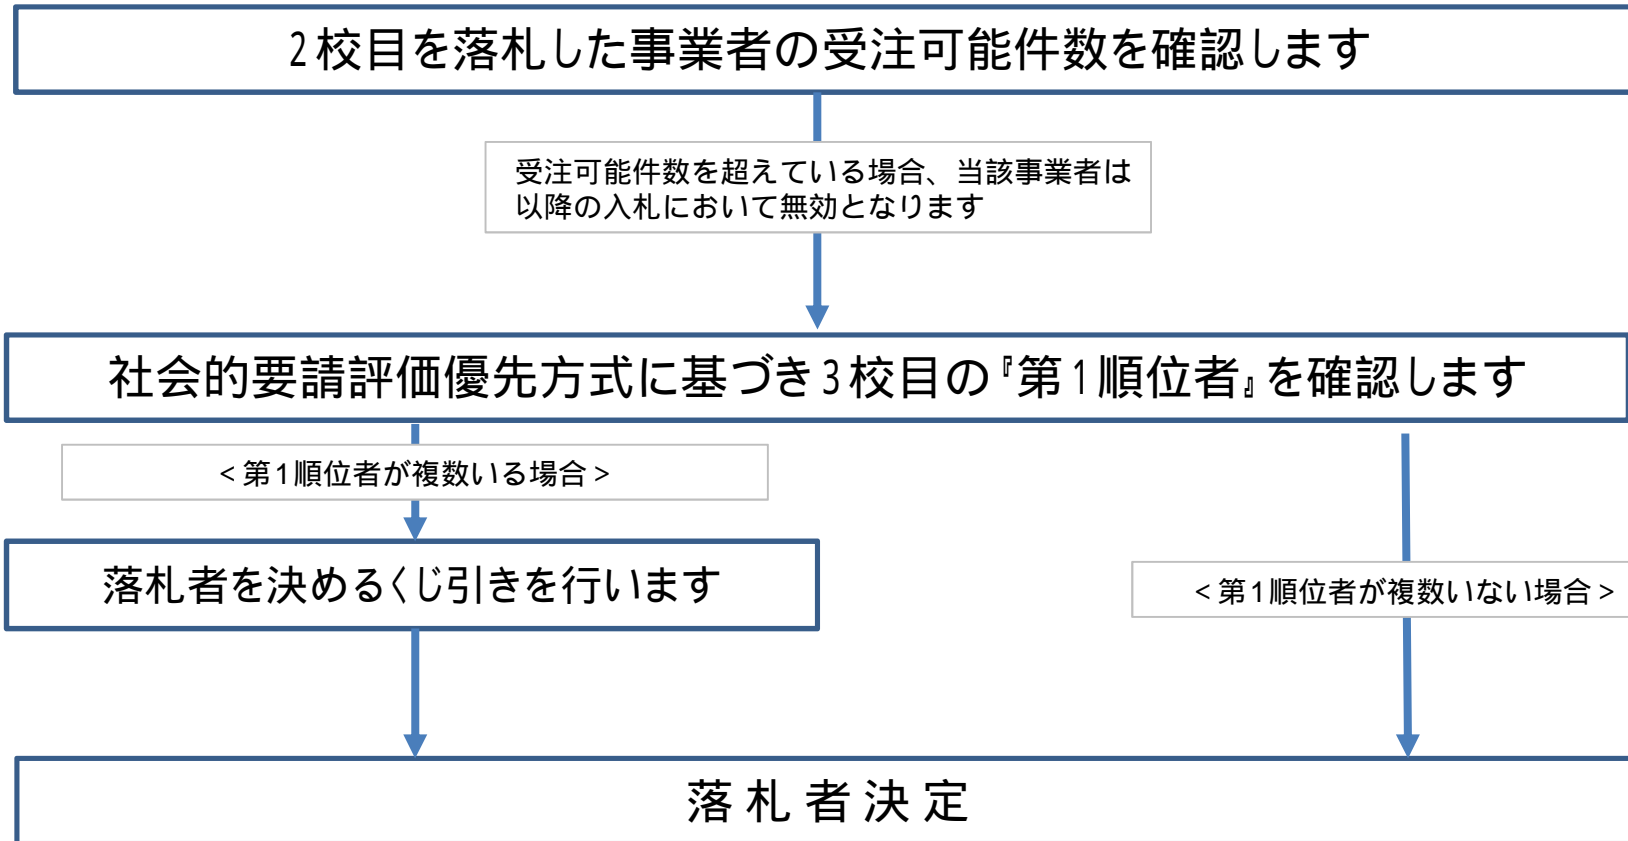 2校目を落札した事業者の受注可能件数を確認します
受注可能件数を超えている場合、当該事業者は
以降の入札において無効となります
社会的要請評価優先方式に基づき3校目の『第1順位者』を確認します
<第1順位者が複数いる場合>
落札者を決めるくじ引きを行います
<第1順位者が複数いない場合>
落札者決定